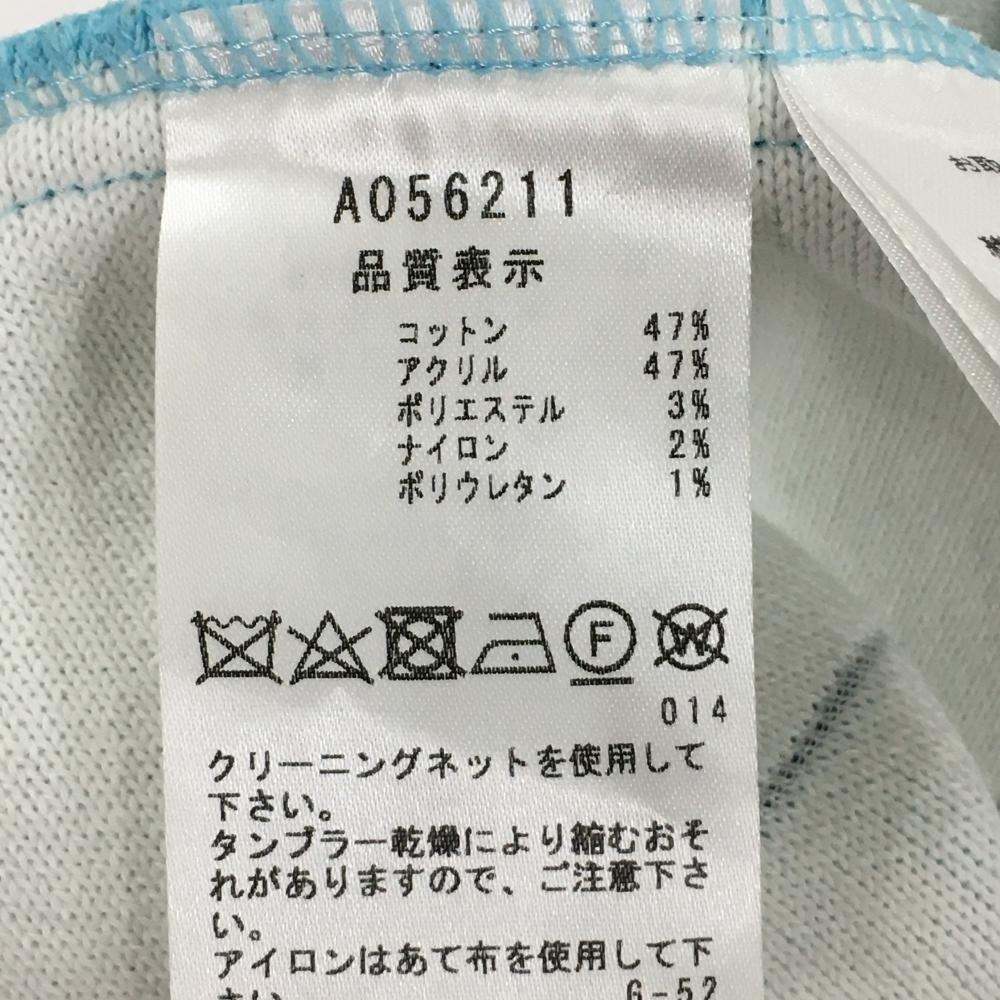 A056211
品質表示
コットン 47%
アクリル 47%
ポリエステル 3%
ナイロン 2%
ポリウレタン 1%
F W
014
クリーニングネットを使用して
下さい。
タンブラー乾燥により縮むおそ
れがありますので、ご注意下さ
い。
アイロンはあて布を使用して下
さい
G-52
お取